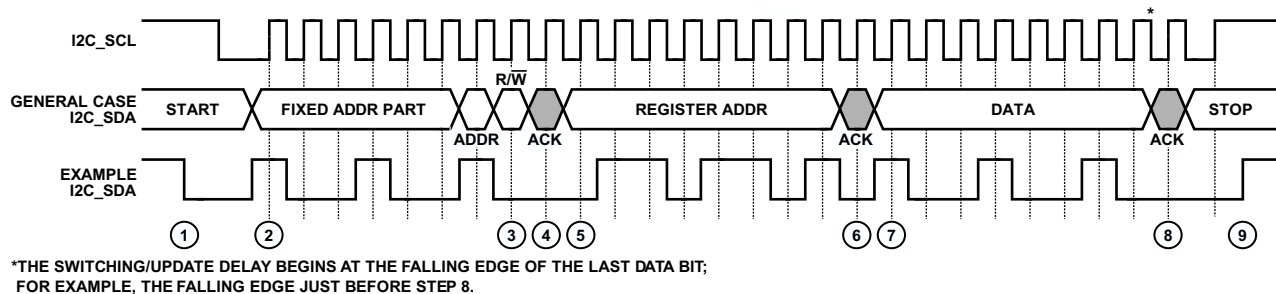 *
I2C_SCL
R/W̅
GENERAL CASE
I2C_SDA
START
FIXED ADDR PART
REGISTER ADDR
DATA
STOP
ADDR
ACK
ACK
ACK
EXAMPLE
I2C_SDA
1
2
3
4
5
6
7
8
9
*THE SWITCHING/UPDATE DELAY BEGINS AT THE FALLING EDGE OF THE LAST DATA BIT;
FOR EXAMPLE, THE FALLING EDGE JUST BEFORE STEP 8.